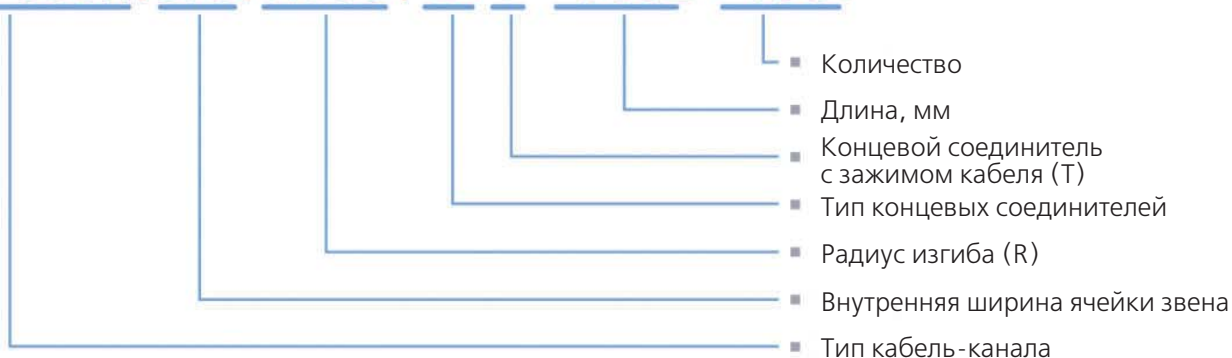 Количество
Длина, мм
Концевой соединитель
с зажимом кабеля (T)
Тип концевых соединителей
Радиус изгиба (R)
Внутренняя ширина ячейки звена
Тип кабель-канала